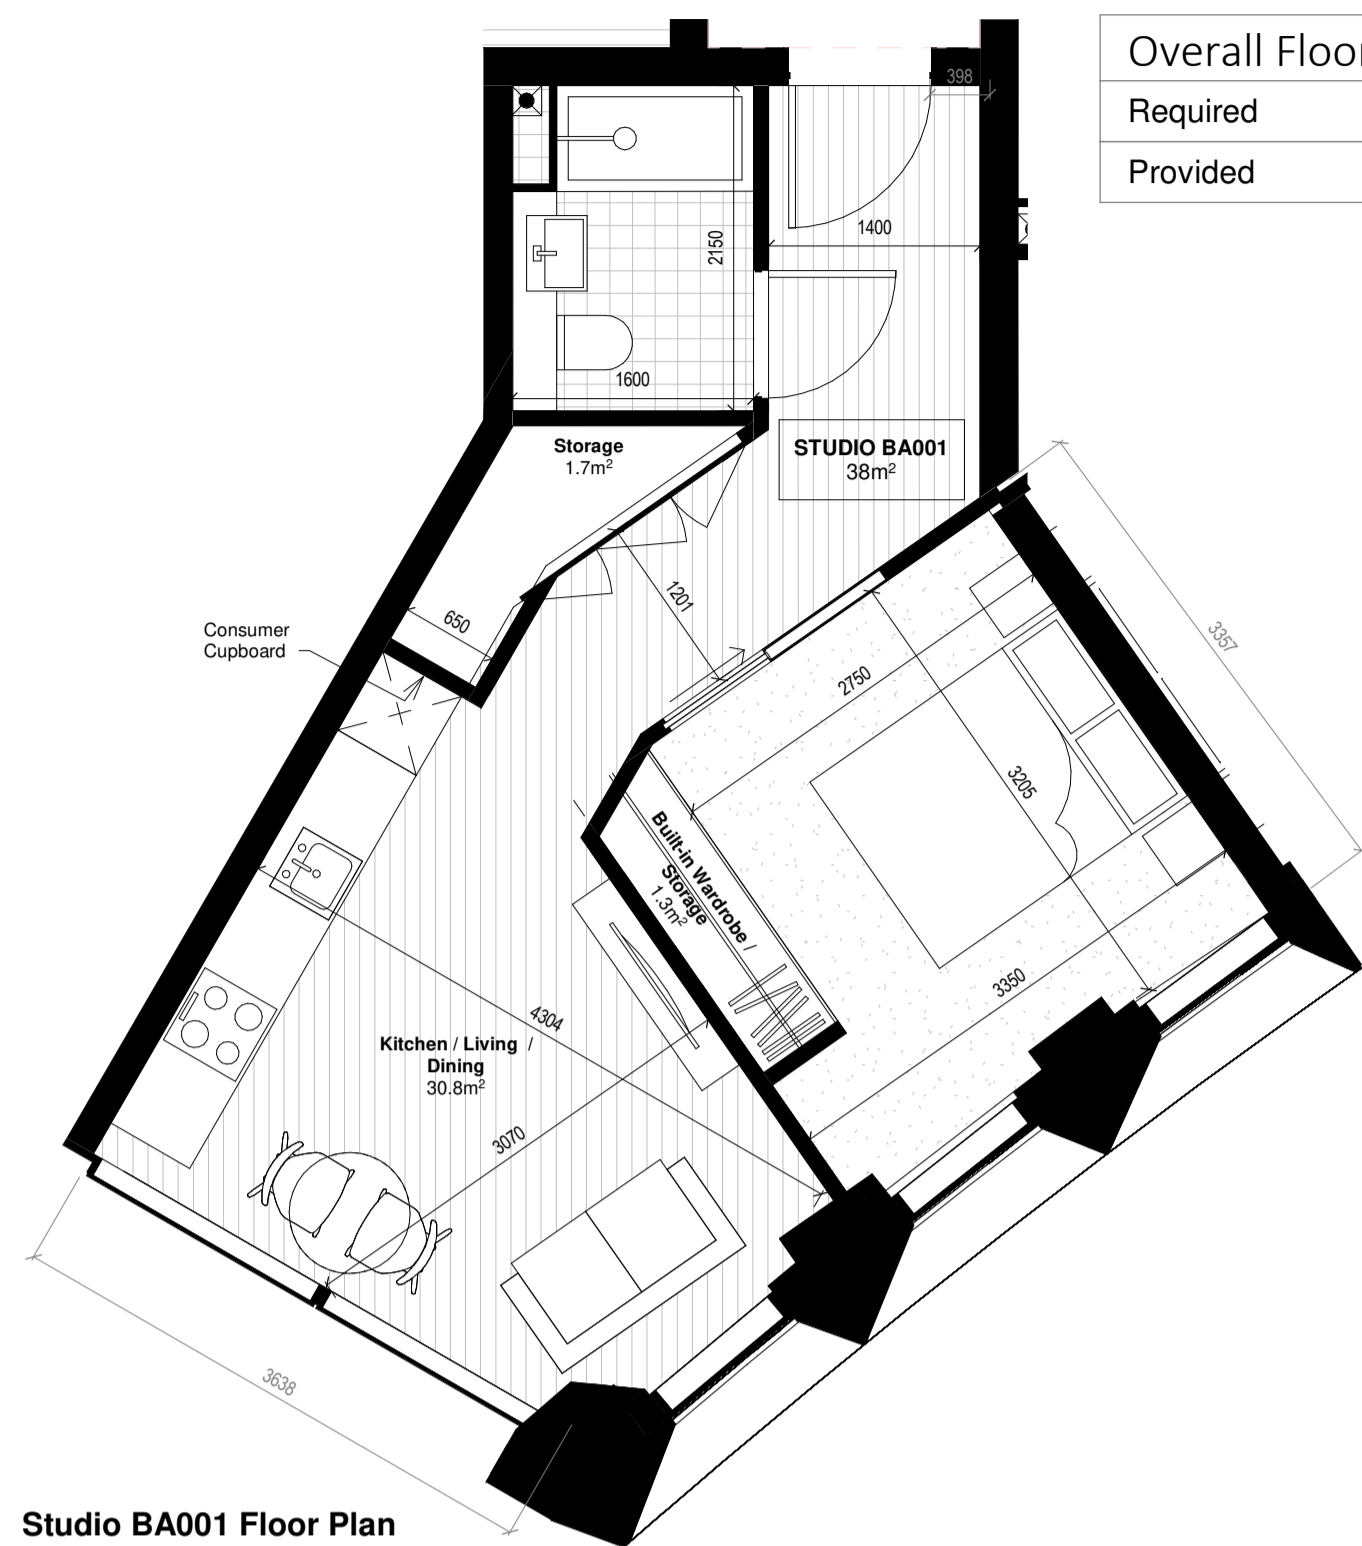 Overall Floor
Required
Provided
398
1400
2150
1600
STUDIO BA001
38m²
Storage
1.7m²
1201
650
Consumer
Cupboard
3357
2750
3205
Built-in Wardrobe /
Storage
1.3m²
3350
4304
Kitchen / Living /
Dining
30.8m²
3070
3638
Studio BA001 Floor Plan